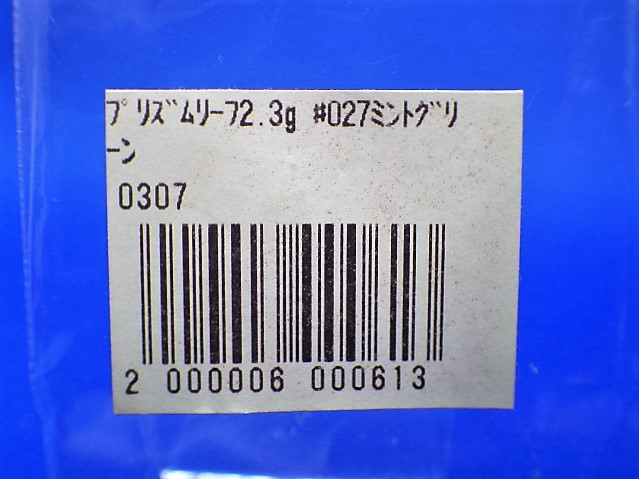 ﾌﾟﾘｽﾞﾑﾘｰﾌ2.3g #027ﾐﾝﾄｸﾞﾘ
ｰﾝ
0307
2 000006 000613